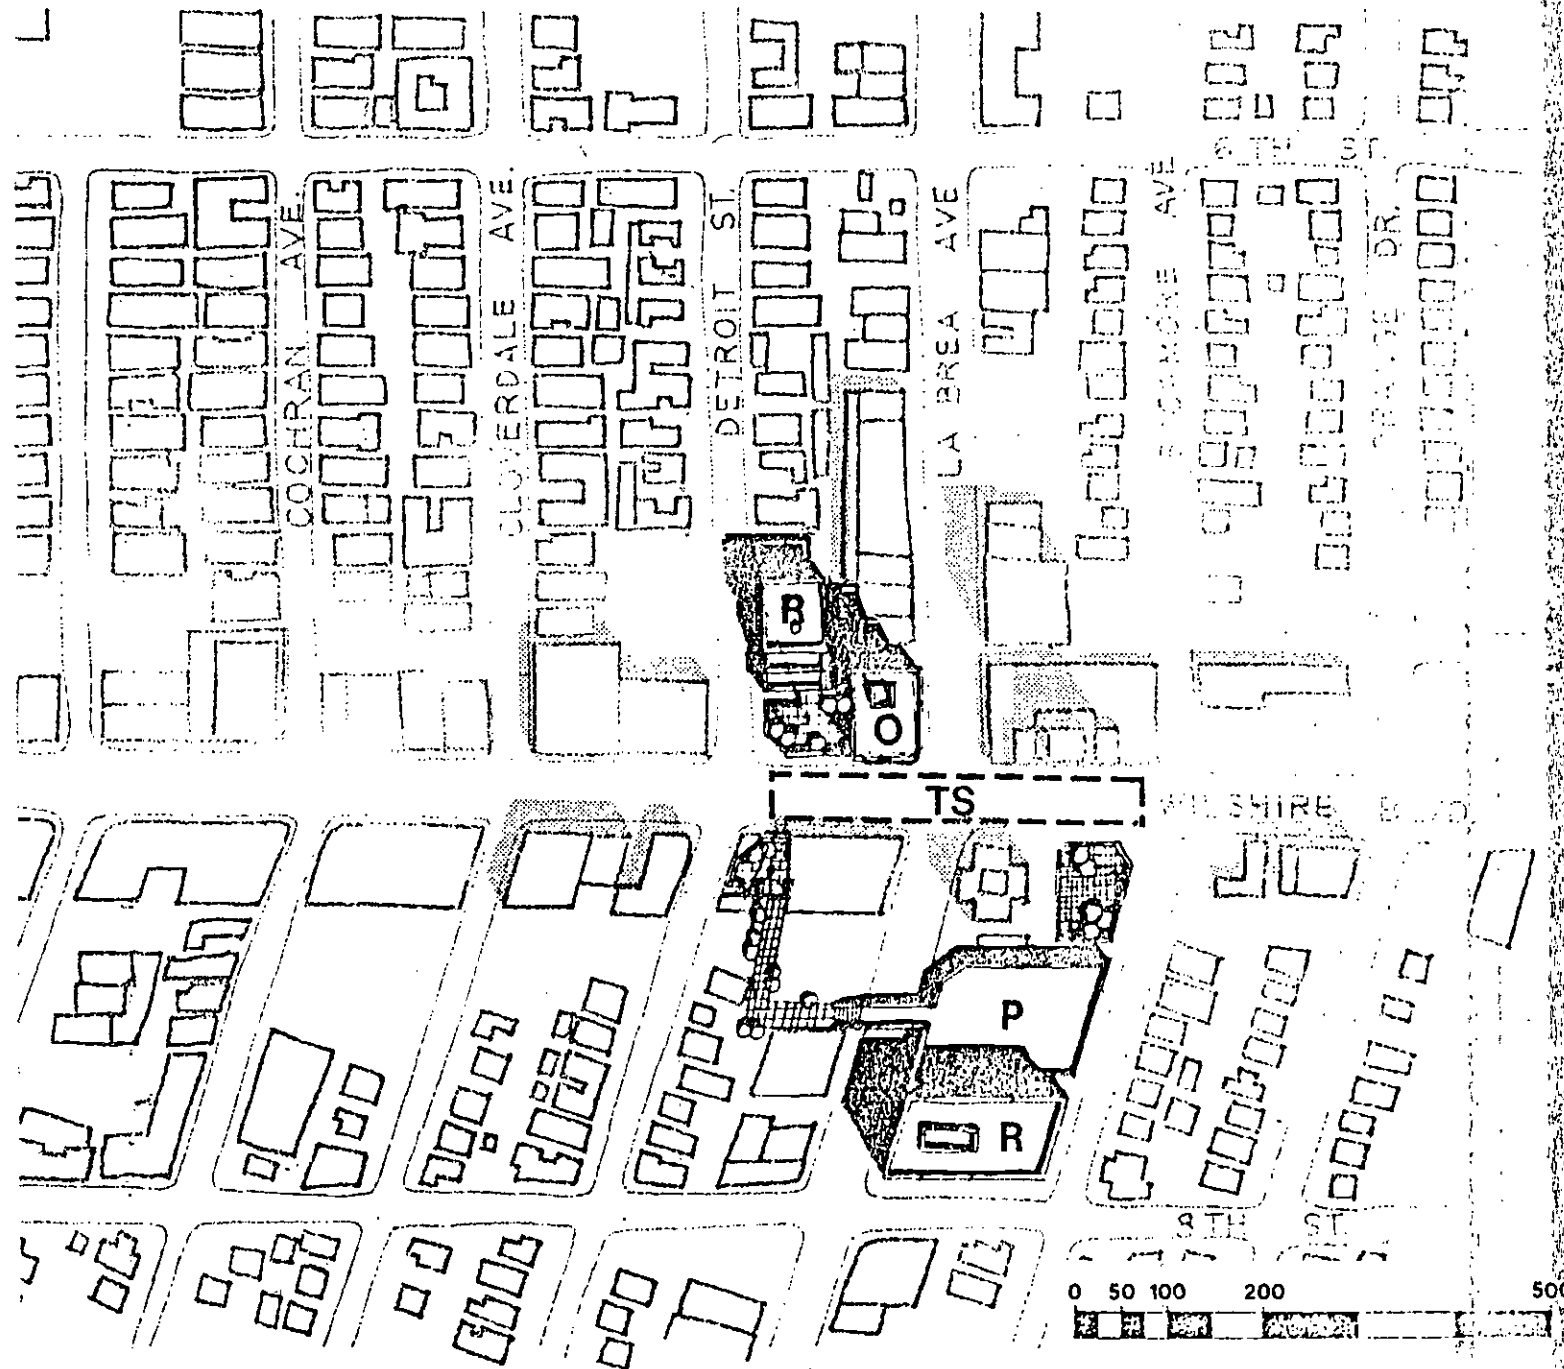 6 TH ST.
COCHRAN AVE.
CLOVERDALE AVE.
DETROIT ST
LA BREA AVE
AVE
DR.
R
O
TS
WILSHIRE
P
R
8 TH ST
0 50 100 200